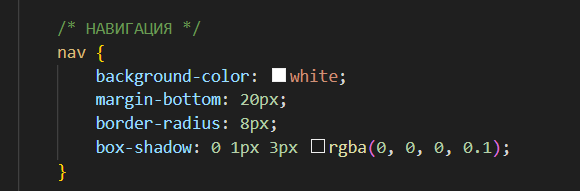 /* НАВИГАЦИЯ */
nav {
background-color: white;
margin-bottom: 20px;
border-radius: 8px;
box-shadow: 0 1px 3px rgba(0, 0, 0, 0.1);
}